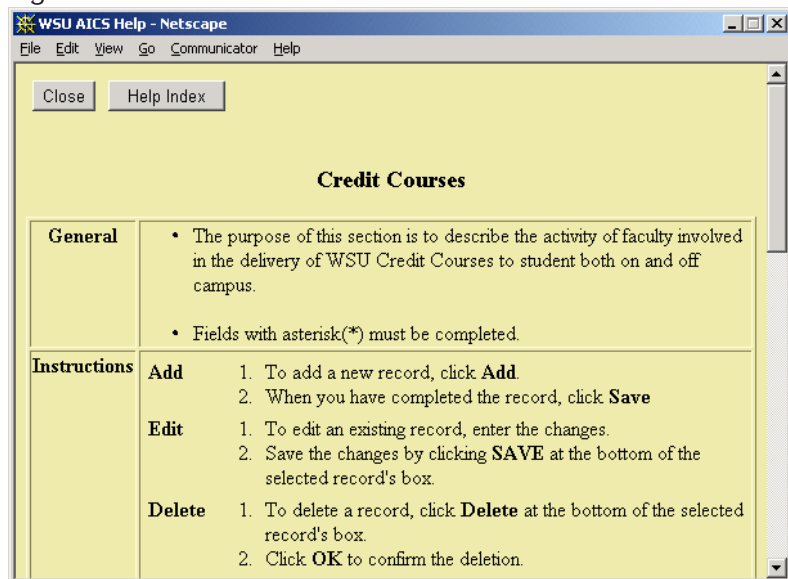 WSU AICS Help - Netscape
File Edit View Go Communicator Help
Close Help Index
Credit Courses
General
• The purpose of this section is to describe the activity of faculty involved
in the delivery of WSU Credit Courses to student both on and off
campus.
• Fields with asterisk(*) must be completed.
Instructions
Add
1. To add a new record, click Add.
2. When you have completed the record, click Save
Edit
1. To edit an existing record, enter the changes.
2. Save the changes by clicking SAVE at the bottom of the
selected record's box.
Delete
1. To delete a record, click Delete at the bottom of the selected
record's box.
2. Click OK to confirm the deletion.